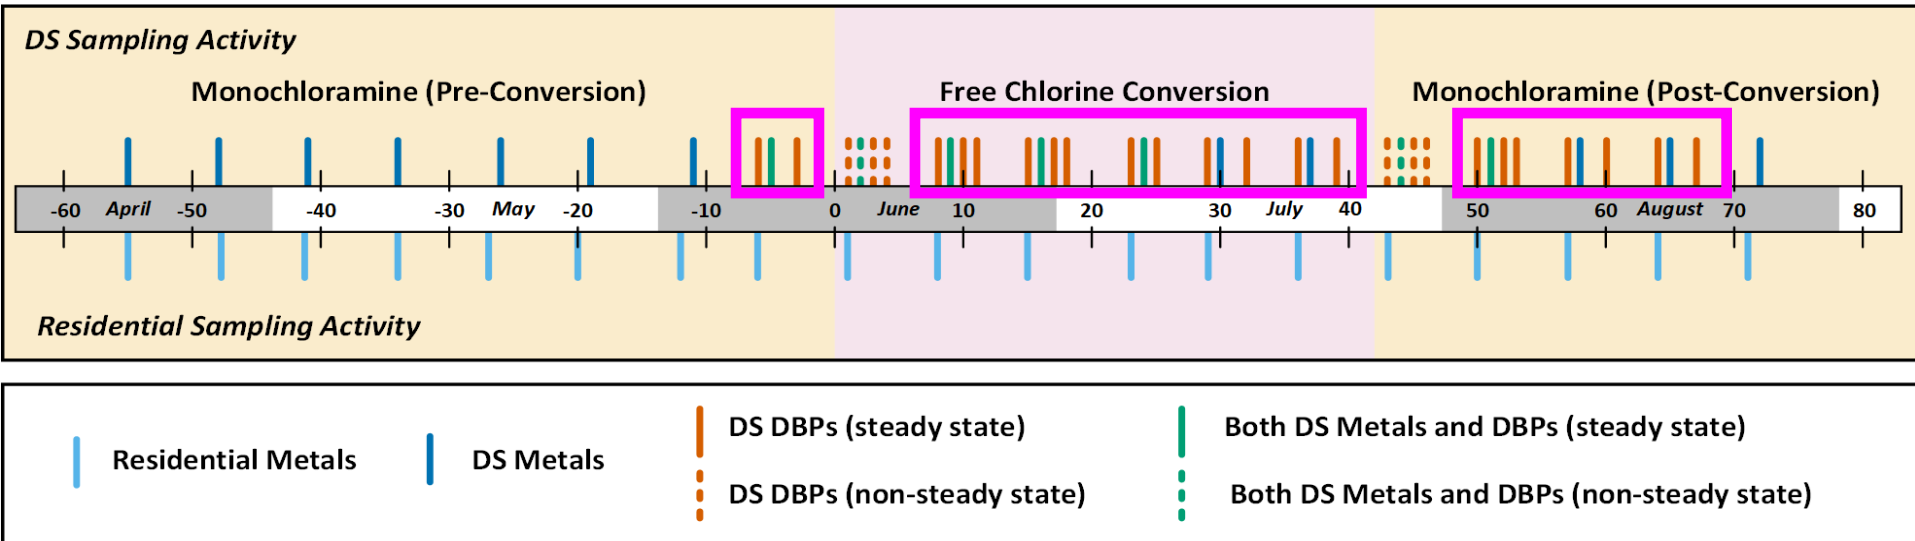 DS Sampling Activity
Monochloramine (Pre-Conversion) Free Chlorine Conversion Monochloramine (Post-Conversion)
-60 April -50 -40 -30 May -20 -10 0 June 10 20 30 July 40 50 60 August 70 80
Residential Sampling Activity
Residential Metals
DS Metals
DS DBPs (steady state)
DS DBPs (non-steady state)
Both DS Metals and DBPs (steady state)
Both DS Metals and DBPs (non-steady state)